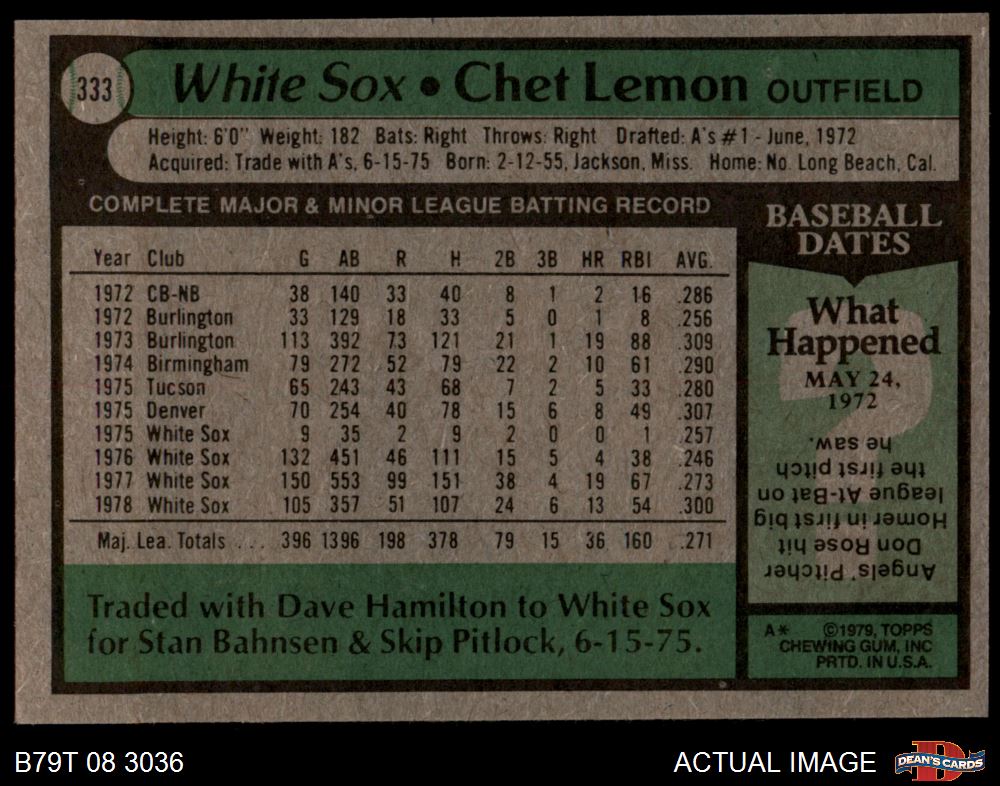 333
White Sox • Chet Lemon OUTFIELD
Height: 6'0" Weight: 182 Bats: Right Throws: Right Drafted: A's #1 - June, 1972
Acquired: Trade with A's, 6-15-75 Born: 2-12-55, Jackson, Miss. Home: No. Long Beach, Cal.
COMPLETE MAJOR & MINOR LEAGUE BATTING RECORD
Year Club G AB R H 2B 3B HR RBI AVG.
1972 CB-NB 38 140 33 40 8 1 2 16 .286
1972 Burlington 33 129 18 33 5 0 1 8 .256
1973 Burlington 113 392 73 121 21 1 19 88 .309
1974 Birmingham 79 272 52 79 22 2 10 61 .290
1975 Tucson 65 243 43 68 7 2 5 33 .280
1975 Denver 70 254 40 78 15 6 8 49 .307
1975 White Sox 9 35 2 9 2 0 0 1 .257
1976 White Sox 132 451 46 111 15 5 4 38 .246
1977 White Sox 150 553 99 151 38 4 19 67 .273
1978 White Sox 105 357 51 107 24 6 13 54 .300
Maj. Lea. Totals ... 396 1396 198 378 79 15 36 160 .271
Traded with Dave Hamilton to White Sox
for Stan Bahnsen & Skip Pitlock, 6-15-75.
BASEBALL
DATES
What
Happened
MAY 24,
1972
?
Angels' Pitcher
Don Rose hit
Homer in first big
league At-Bat on
the first pitch
he saw.
A* ©1979, TOPPS
CHEWING GUM, INC
PRTD. IN U.S.A.
B79T 08 3036
ACTUAL IMAGE
D
DEAN'S CARDS